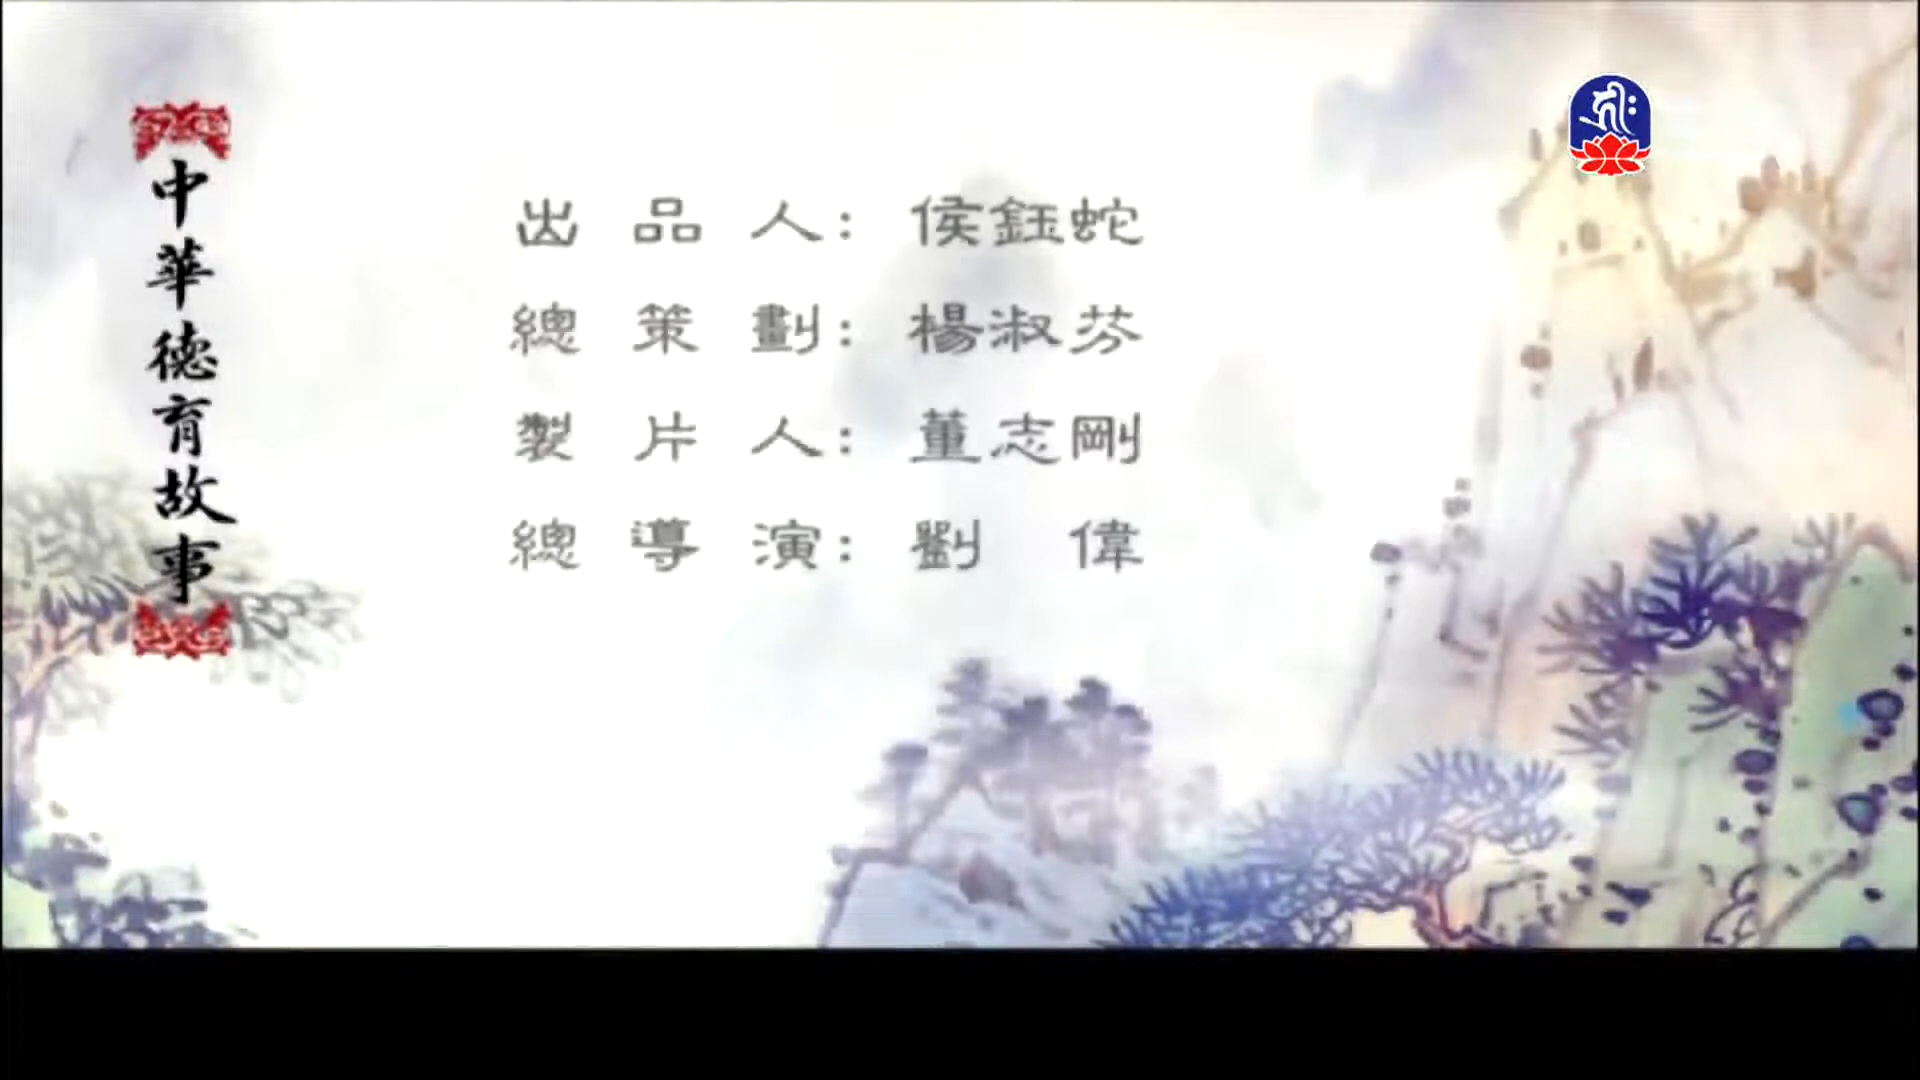 中華德育故事
出品人：侯鈺蛇
總策劃：楊淑芬
製片人：董志剛
總導演：劉偉